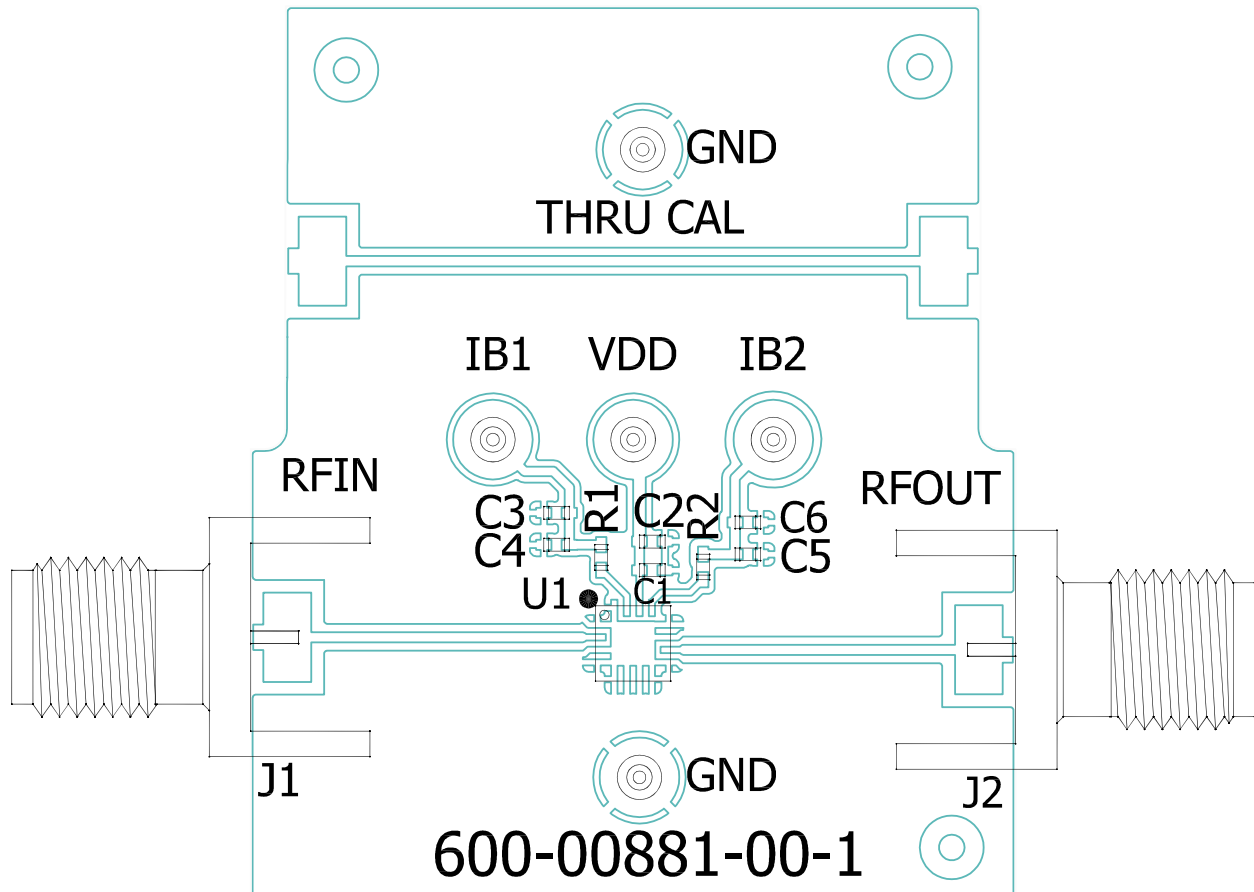 GND
THRU CAL
IB1 VDD IB2
RFIN
RFOUT
C3
R1
C2
R2
C6
C4
C5
U1
C1
J1
GND
J2
600-00881-00-1